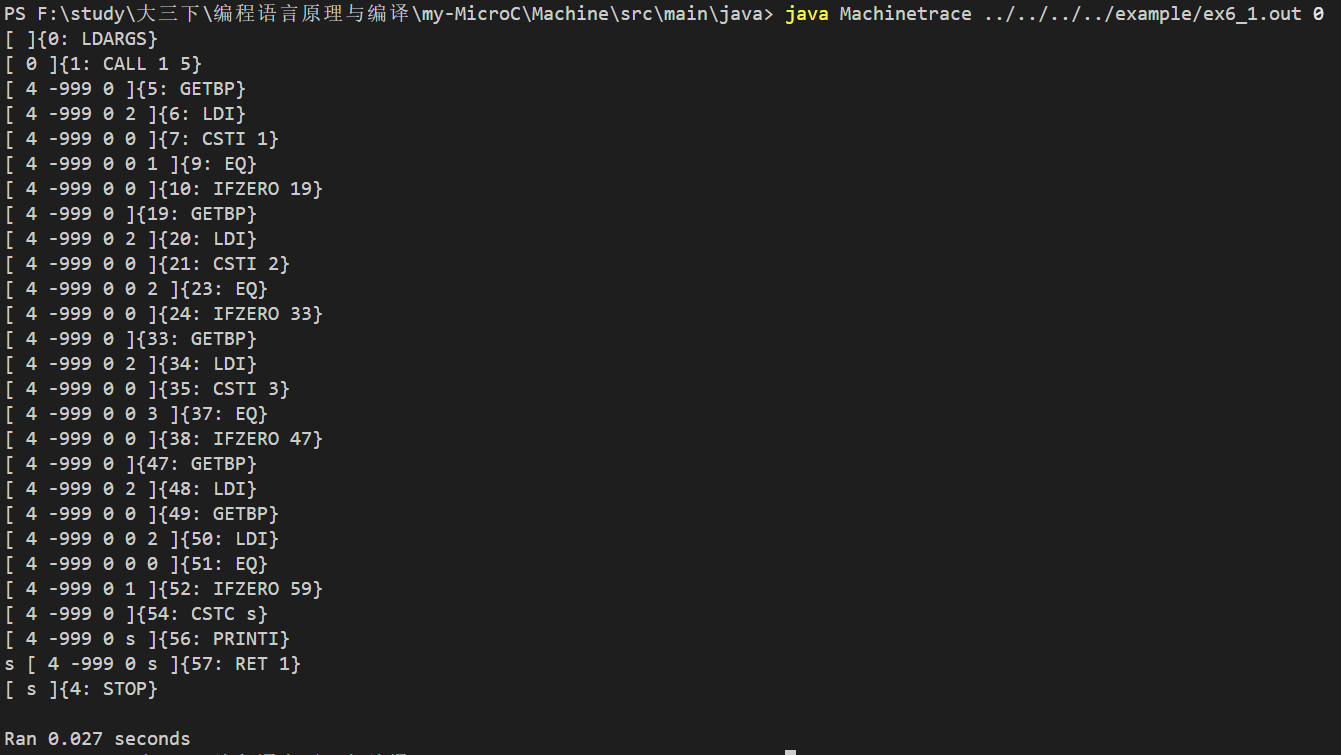 PS F:\study\大三下\编程语言原理与编译\my-MicroC\Machine\src\main\java> java Machinetrace ../../../../example/ex6_1.out 0
[ ]{0: LDARGS}
[ 0 ]{1: CALL 1 5}
[ 4 -999 0 ]{5: GETBP}
[ 4 -999 0 2 ]{6: LDI}
[ 4 -999 0 0 ]{7: CSTI 1}
[ 4 -999 0 0 1 ]{9: EQ}
[ 4 -999 0 0 ]{10: IFZERO 19}
[ 4 -999 0 ]{19: GETBP}
[ 4 -999 0 2 ]{20: LDI}
[ 4 -999 0 0 ]{21: CSTI 2}
[ 4 -999 0 0 2 ]{23: EQ}
[ 4 -999 0 0 ]{24: IFZERO 33}
[ 4 -999 0 ]{33: GETBP}
[ 4 -999 0 2 ]{34: LDI}
[ 4 -999 0 0 ]{35: CSTI 3}
[ 4 -999 0 0 3 ]{37: EQ}
[ 4 -999 0 0 ]{38: IFZERO 47}
[ 4 -999 0 ]{47: GETBP}
[ 4 -999 0 2 ]{48: LDI}
[ 4 -999 0 0 ]{49: GETBP}
[ 4 -999 0 0 2 ]{50: LDI}
[ 4 -999 0 0 0 ]{51: EQ}
[ 4 -999 0 1 ]{52: IFZERO 59}
[ 4 -999 0 ]{54: CSTC s}
[ 4 -999 0 s ]{56: PRINTI}
s [ 4 -999 0 s ]{57: RET 1}
[ s ]{4: STOP}
Ran 0.027 seconds